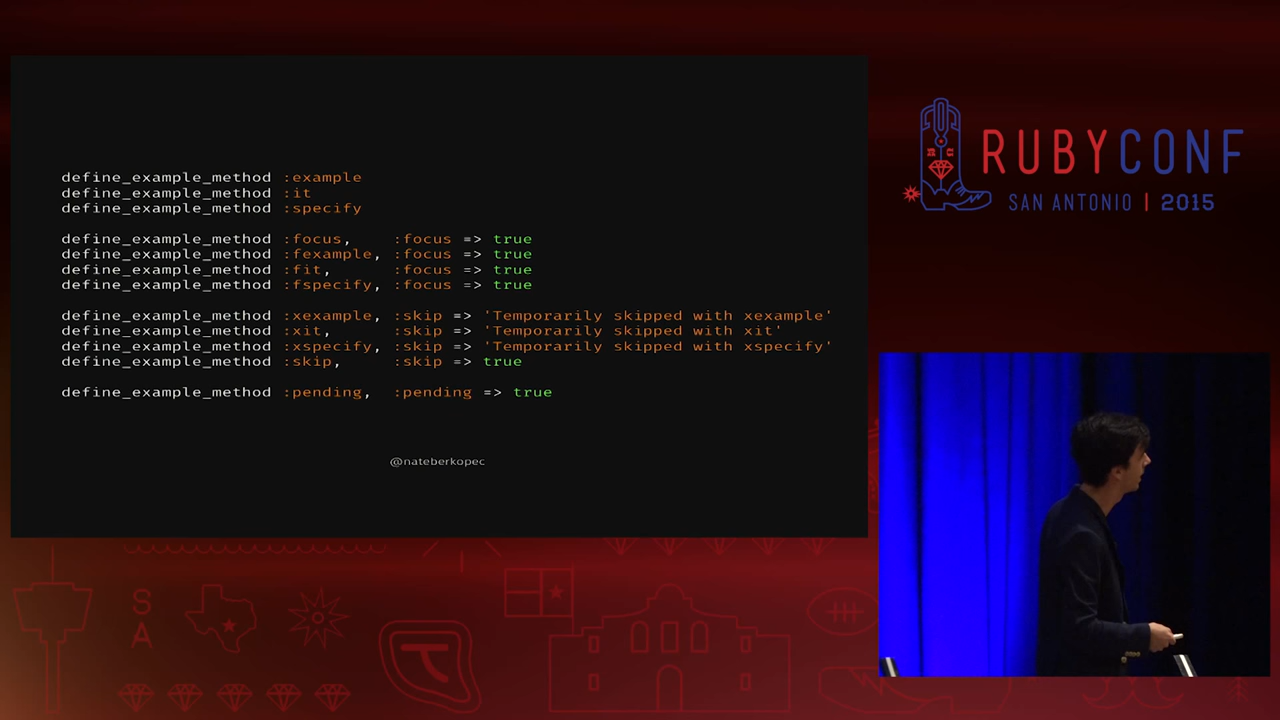 define_example_method :example
define_example_method :it
define_example_method :specify
define_example_method :focus,    :focus => true
define_example_method :fexample, :focus => true
define_example_method :fit,      :focus => true
define_example_method :fspecify, :focus => true
define_example_method :xexample, :skip => 'Temporarily skipped with xexample'
define_example_method :xit,      :skip => 'Temporarily skipped with xit'
define_example_method :xspecify, :skip => 'Temporarily skipped with xspecify'
define_example_method :skip,     :skip => true
define_example_method :pending,  :pending => true
@nateberkopec
RUBYCONF
SAN ANTONIO | 2015
S
A